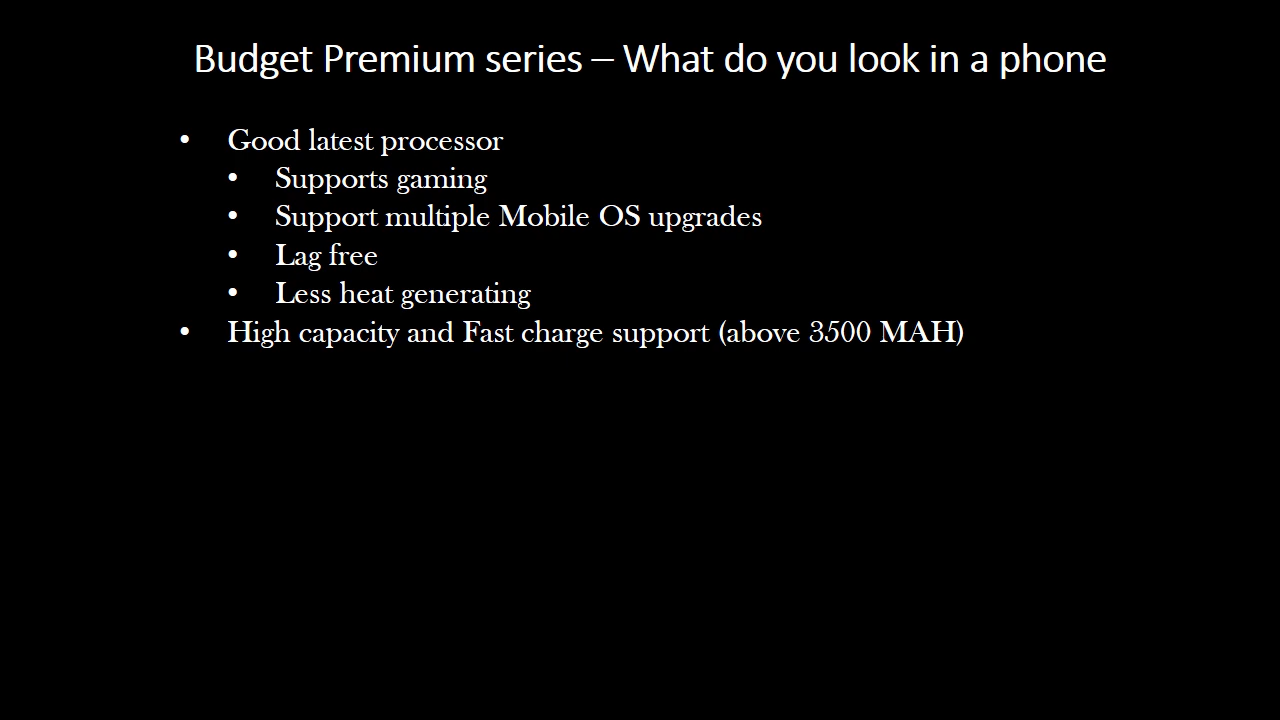 Budget Premium series – What do you look in a phone
• Good latest processor
• Supports gaming
• Support multiple Mobile OS upgrades
• Lag free
• Less heat generating
• High capacity and Fast charge support (above 3500 MAH)